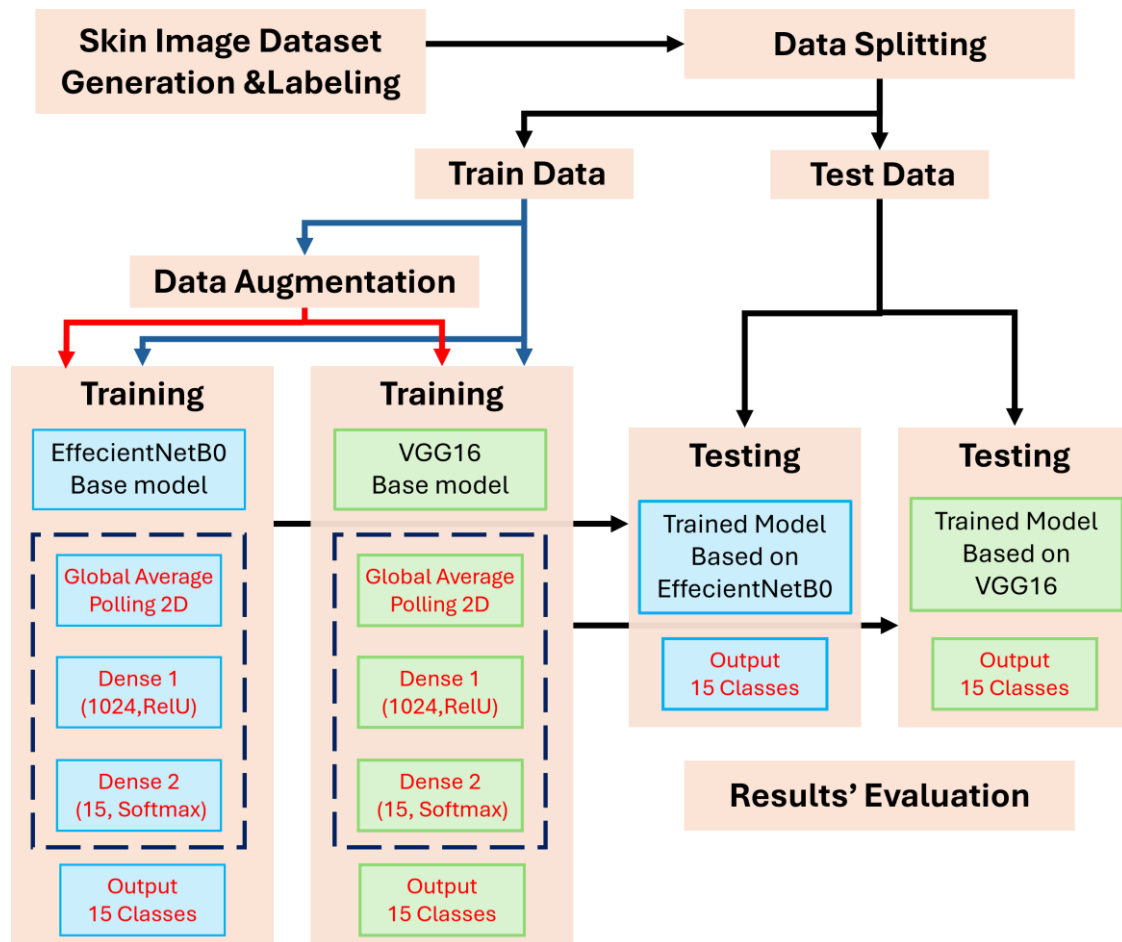 Skin Image Dataset
Generation &Labeling
Data Splitting
Train Data
Test Data
Data Augmentation
Training
EffecientNetB0
Base model
Global Average
Polling 2D
Dense 1
(1024,RelU)
Dense 2
(15, Softmax)
Output
15 Classes
Training
VGG16
Base model
Global Average
Polling 2D
Dense 1
(1024,RelU)
Dense 2
(15, Softmax)
Output
15 Classes
Testing
Trained Model
Based on
EffecientNetB0
Output
15 Classes
Testing
Trained Model
Based on
VGG16
Output
15 Classes
Results’ Evaluation